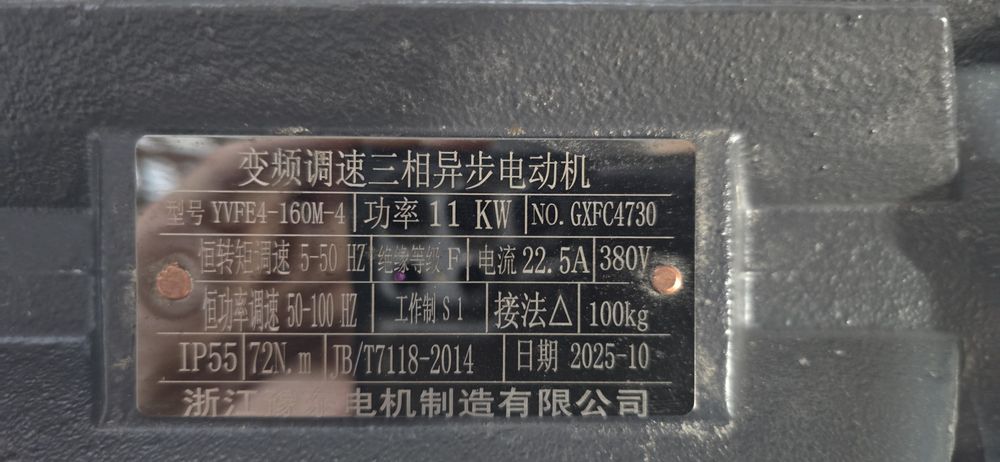 变频调速三相异步电动机
型号 YVFE4-160M-4 功率 11 KW NO. GXFC4730
恒转矩调速 5-50 HZ 绝缘等级 F 电流 22.5A 380V
恒功率调速 50-100 HZ 工作制 S 1 接法△ 100kg
IP55 72N.m JB/T7118-2014 日期 2025-10
浙江 电机制造有限公司